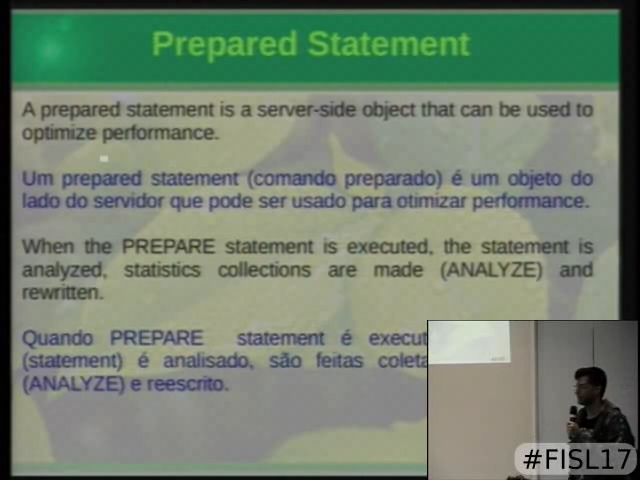 Prepared Statement
A prepared statement is a server-side object that can be used to
optimize performance.
Um prepared statement (comando preparado) é um objeto do
lado do servidor que pode ser usado para otimizar performance.
When the PREPARE statement is executed, the statement is
analyzed, statistics collections are made (ANALYZE) and
rewritten.
Quando PREPARE statement é execut
(statement) é analisado, são feitas coleta
(ANALYZE) e reescrito.
#FISL17